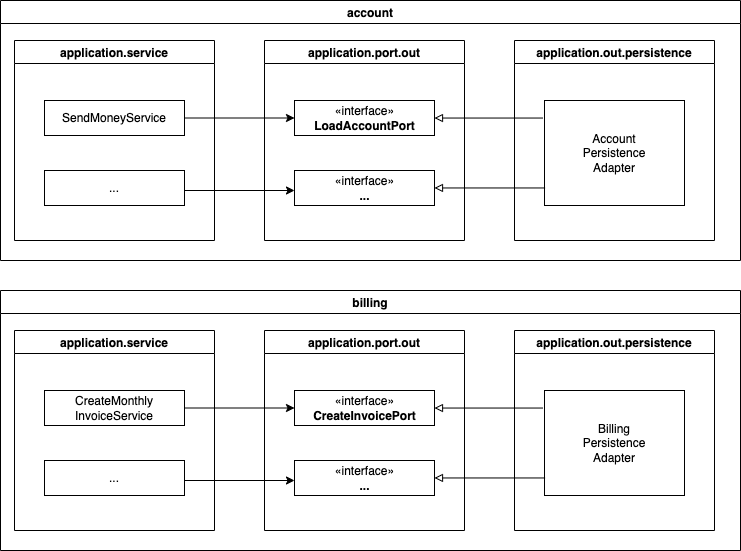 account
application.service
application.port.out
application.out.persistence
SendMoneyService
«interface»
LoadAccountPort
Account
Persistence
Adapter
...
«interface»
...
billing
application.service
application.port.out
application.out.persistence
CreateMonthly
InvoiceService
«interface»
CreateInvoicePort
Billing
Persistence
Adapter
...
«interface»
...